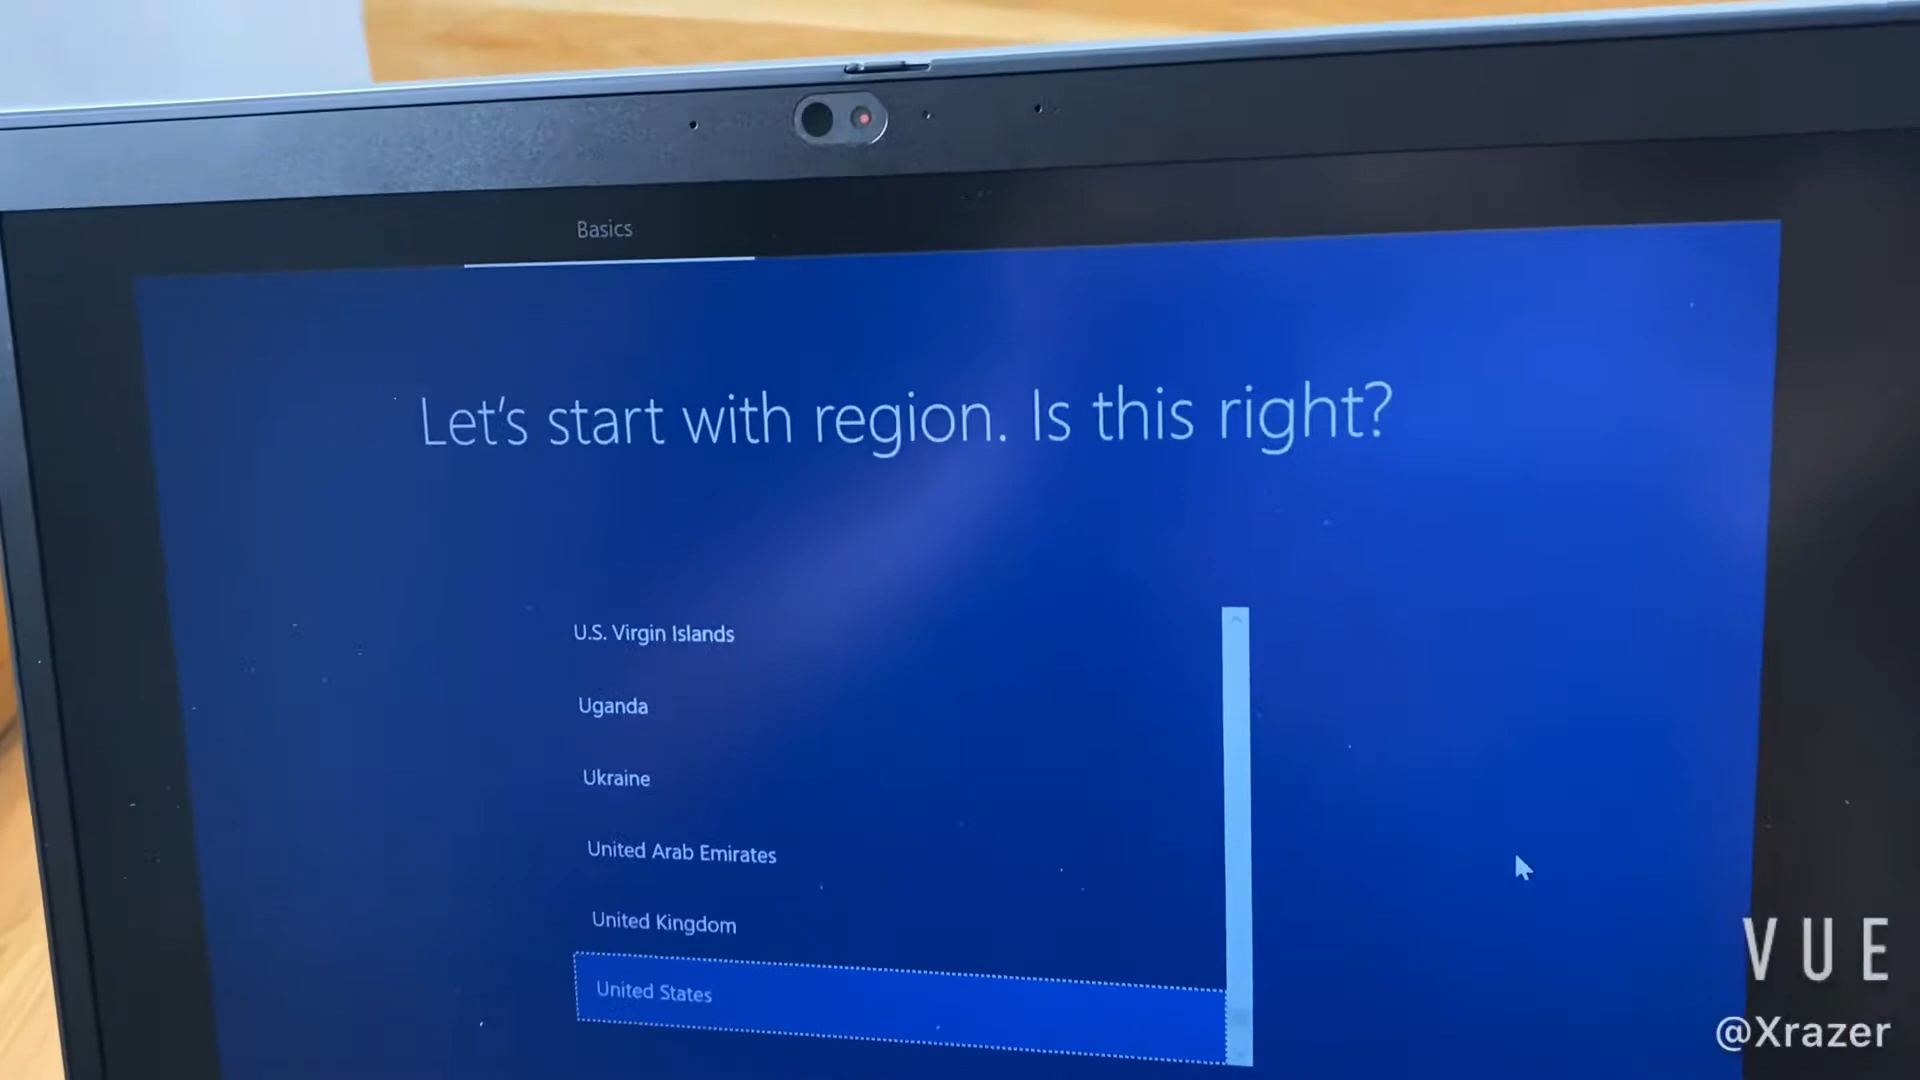 Basics
Let's start with region. Is this right?
U.S. Virgin Islands
Uganda
Ukraine
United Arab Emirates
United Kingdom
United States
VUE
@Xrazer